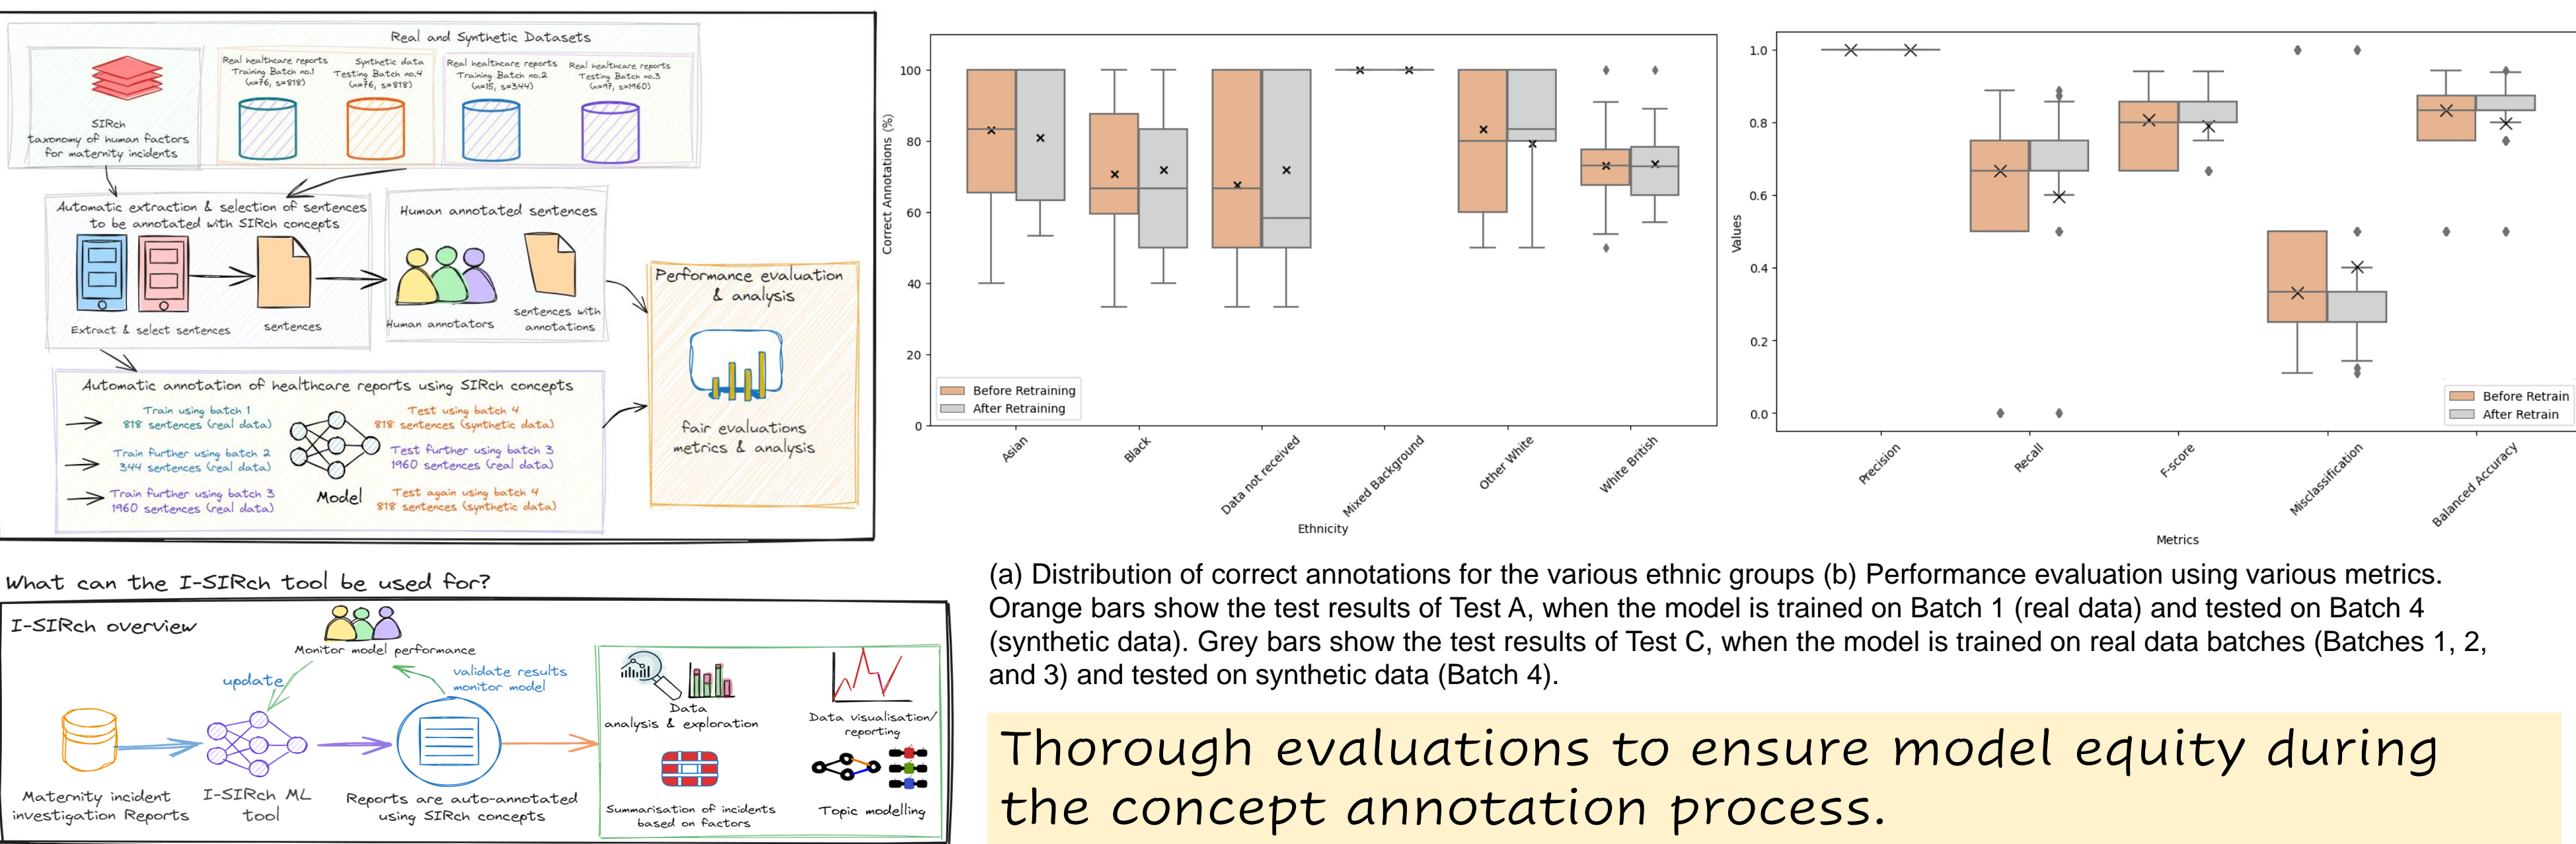 Real and Synthetic Datasets
SIRch
taxonomy of human factors
for maternity incidents
Real healthcare reports
Training Batch no.1
(n=76, s=818)
Synthetic data
Testing Batch no.4
(n=76, s=818)
Real healthcare reports
Training Batch no.2
(n=15, s=344)
Real healthcare reports
Testing Batch no.3
(n=97, s=1960)
Automatic extraction & selection of sentences
to be annotated with SIRch concepts
Extract & select sentences
sentences
Human annotated sentences
Human annotators
sentences with
annotations
Performance evaluation
& analysis
fair evaluations
metrics & analysis
Automatic annotation of healthcare reports using SIRch concepts
Train using batch 1
818 sentences (real data)
Train further using batch 2
344 sentences (real data)
Train further using batch 3
1960 sentences (real data)
Model
Test using batch 4
818 sentences (synthetic data)
Test further using batch 3
1960 sentences (real data)
Test again using batch 4
818 sentences (synthetic data)
Correct Annotations (%)
100
80
60
40
20
0
Before Retraining
After Retraining
Asian
Black
Data not received
Mixed Background
Other White
White British
Ethnicity
Values
1.0
0.8
0.6
0.4
0.2
0.0
Before Retrain
After Retrain
Precision
Recall
F-score
Misclassification
Balanced Accuracy
Metrics
(a) Distribution of correct annotations for the various ethnic groups (b) Performance evaluation using various metrics.
Orange bars show the test results of Test A, when the model is trained on Batch 1 (real data) and tested on Batch 4
(synthetic data). Grey bars show the test results of Test C, when the model is trained on real data batches (Batches 1, 2,
and 3) and tested on synthetic data (Batch 4).
What can the I-SIRch tool be used for?
I-SIRch overview
Monitor model performance
update
validate results
monitor model
Maternity incident
investigation Reports
I-SIRch ML
tool
Reports are auto-annotated
using SIRch concepts
Data
analysis & exploration
Data visualisation/
reporting
Summarisation of incidents
based on factors
Topic modelling
Thorough evaluations to ensure model equity during
the concept annotation process.